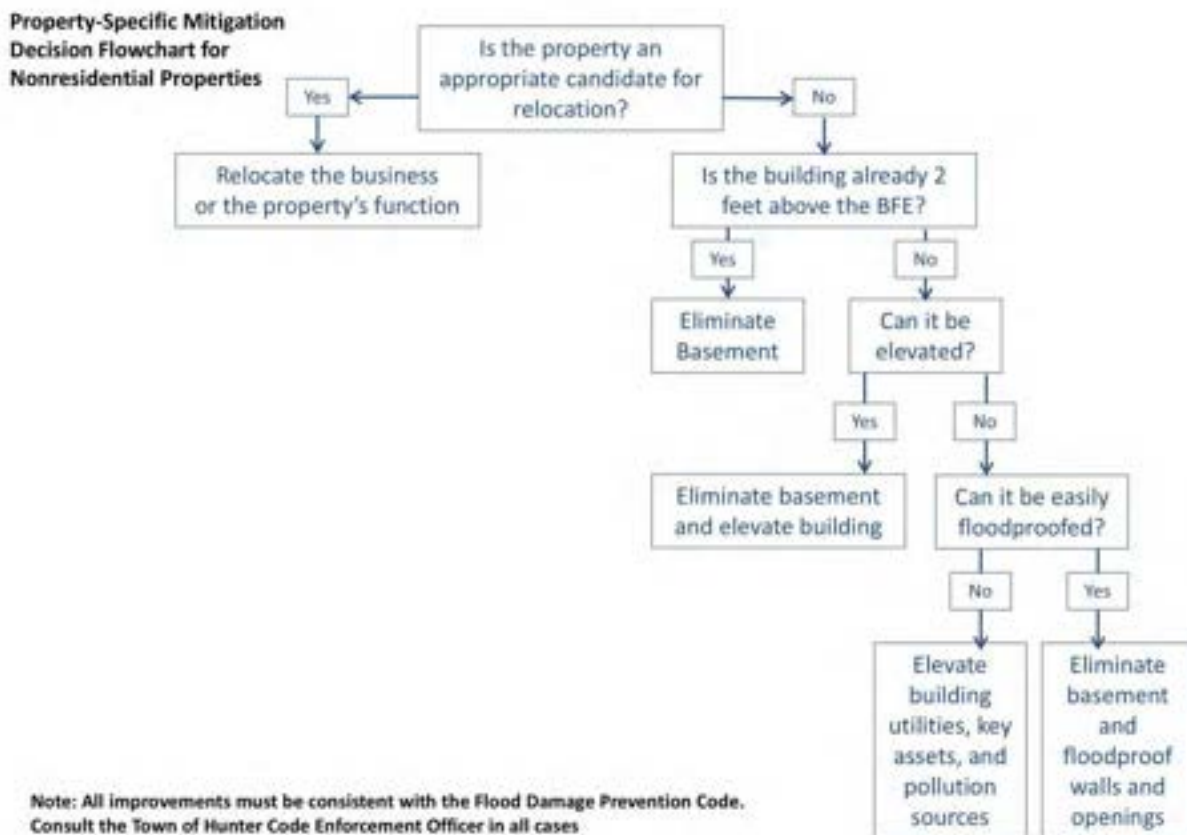 Property-Specific Mitigation
Decision Flowchart for
Nonresidential Properties
Is the property an
appropriate candidate for
relocation?
Yes
No
Relocate the business
or the property's function
Is the building already 2
feet above the BFE?
Yes
No
Eliminate
Basement
Can it be
elevated?
Yes
No
Eliminate basement
and elevate building
Can it be easily
floodproofed?
No
Yes
Elevate
building
utilities, key
assets, and
pollution
sources
Eliminate
basement
and
floodproof
walls and
openings
Note: All improvements must be consistent with the Flood Damage Prevention Code.
Consult the Town of Hunter Code Enforcement Officer in all cases